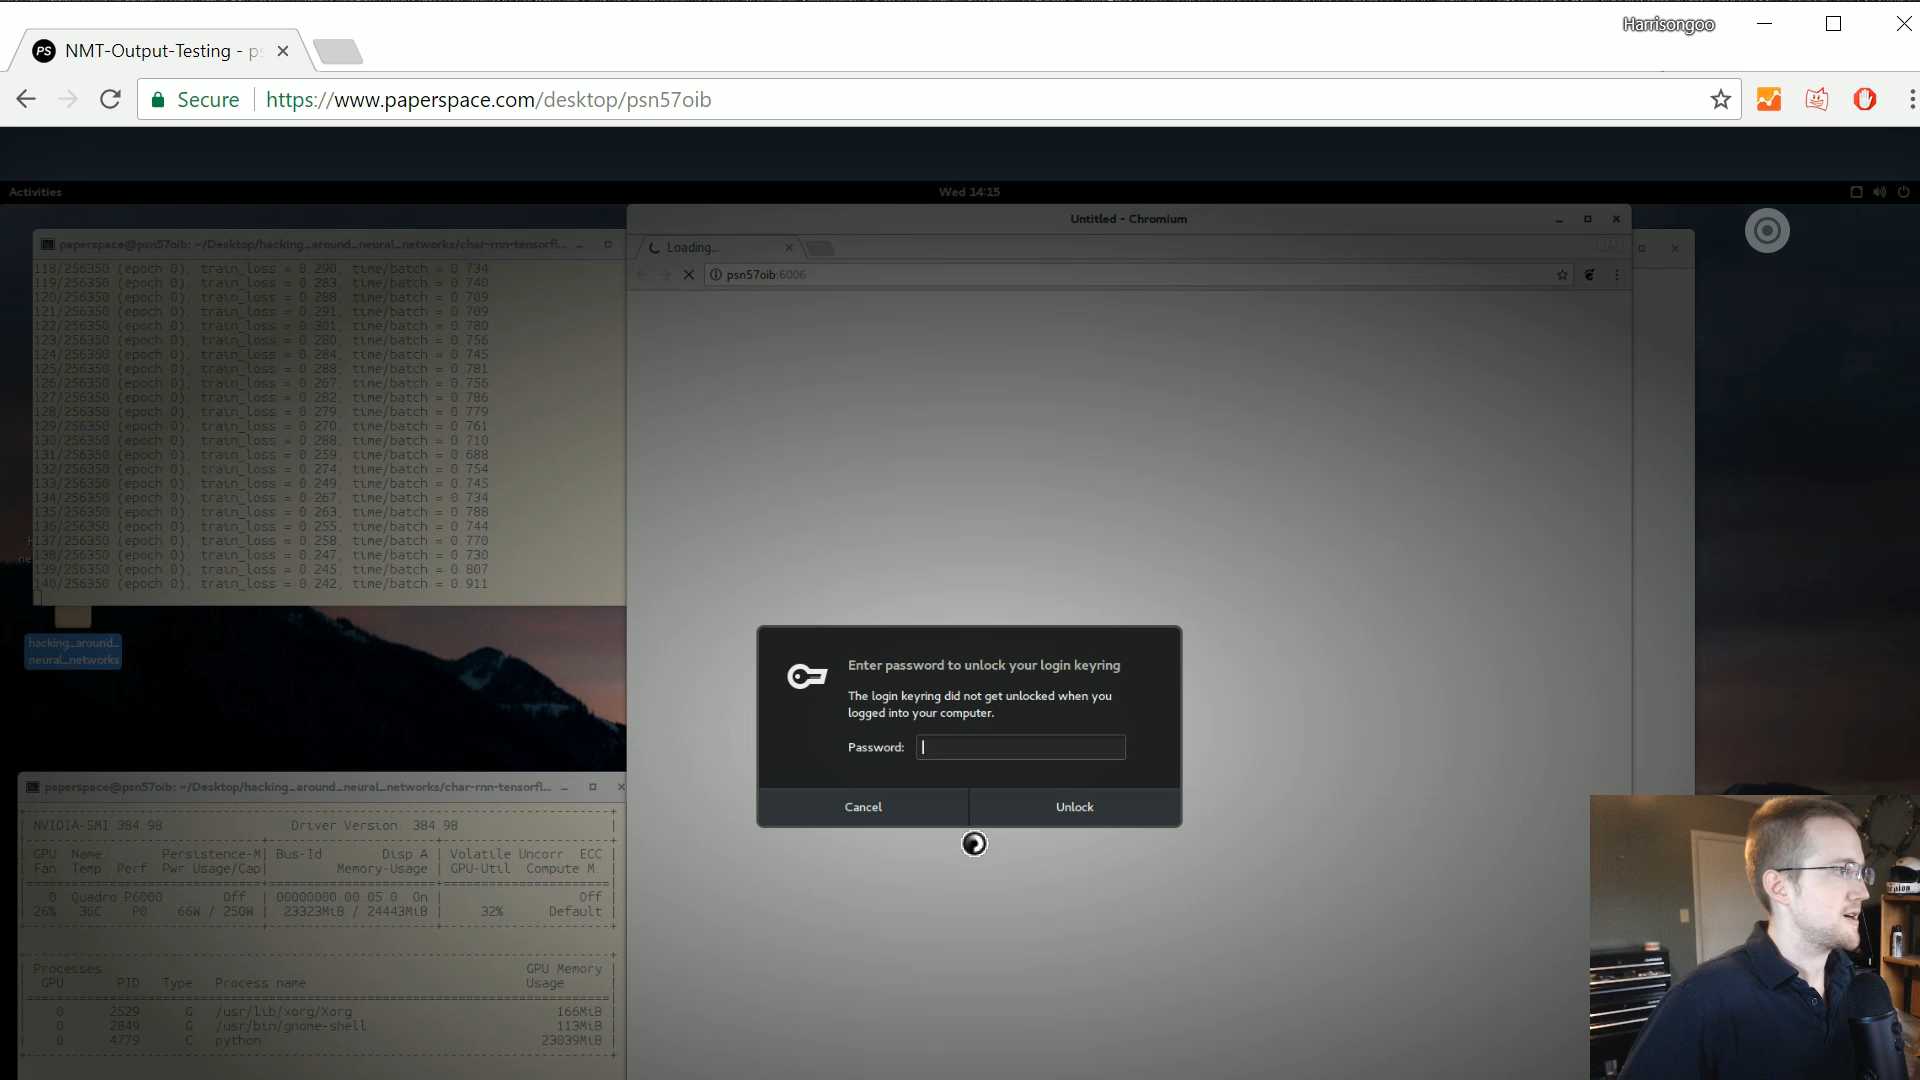 Harrisongoo
PS NMT-Output-Testing - ps
Secure https://www.paperspace.com/desktop/psn57oib
Activities
Wed 14:15
paperspace@psn57oib: ~/Desktop/hacking_around_neural_networks/char-rnn-tensorfl...
118/256350 (epoch 0), train_loss = 0.290, time/batch = 0.734
119/256350 (epoch 0), train_loss = 0.283, time/batch = 0.740
120/256350 (epoch 0), train_loss = 0.288, time/batch = 0.709
121/256350 (epoch 0), train_loss = 0.291, time/batch = 0.709
122/256350 (epoch 0), train_loss = 0.301, time/batch = 0.780
123/256350 (epoch 0), train_loss = 0.280, time/batch = 0.756
124/256350 (epoch 0), train_loss = 0.284, time/batch = 0.745
125/256350 (epoch 0), train_loss = 0.288, time/batch = 0.781
126/256350 (epoch 0), train_loss = 0.267, time/batch = 0.756
127/256350 (epoch 0), train_loss = 0.282, time/batch = 0.786
128/256350 (epoch 0), train_loss = 0.279, time/batch = 0.779
129/256350 (epoch 0), train_loss = 0.270, time/batch = 0.761
130/256350 (epoch 0), train_loss = 0.288, time/batch = 0.710
131/256350 (epoch 0), train_loss = 0.259, time/batch = 0.688
132/256350 (epoch 0), train_loss = 0.274, time/batch = 0.754
133/256350 (epoch 0), train_loss = 0.249, time/batch = 0.745
134/256350 (epoch 0), train_loss = 0.267, time/batch = 0.734
135/256350 (epoch 0), train_loss = 0.263, time/batch = 0.788
136/256350 (epoch 0), train_loss = 0.255, time/batch = 0.744
137/256350 (epoch 0), train_loss = 0.258, time/batch = 0.770
138/256350 (epoch 0), train_loss = 0.247, time/batch = 0.730
139/256350 (epoch 0), train_loss = 0.245, time/batch = 0.807
140/256350 (epoch 0), train_loss = 0.242, time/batch = 0.911
Untitled - Chromium
Loading...
psn57oib:6006
hacking_around_
neural_networks
Enter password to unlock your login keyring
The login keyring did not get unlocked when you
logged into your computer.
Password:
Cancel
Unlock
paperspace@psn57oib: ~/Desktop/hacking_around_neural_networks/char-rnn-tensorfl...
NVIDIA-SMI 384.98 Driver Version: 384.98
GPU Name Persistence-M| Bus-Id Disp.A | Volatile Uncorr. ECC
Fan Temp Perf Pwr:Usage/Cap| Memory-Usage | GPU-Util Compute M.
0 Quadro P6000 Off | 00000000:00:05.0 On | Off
26% 36C P0 66W / 250W | 23323MiB / 24443MiB | 32% Default
Processes: GPU Memory
GPU PID Type Process name Usage
0 2529 G /usr/lib/xorg/Xorg 166MiB
0 2849 G /usr/bin/gnome-shell 113MiB
0 4779 C python 23039MiB